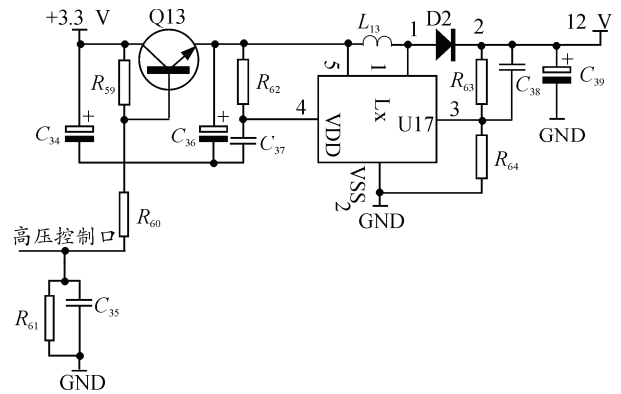 +3.3 V
Q13
L13
1
D2
2
12 V
R59
R62
5
1
R63
C38
+
C39
+
C34
+
C36
C37
4
VDD
Lx
U17
3
GND
R64
VSS
2
GND
R60
高压控制口
R61
C35
GND